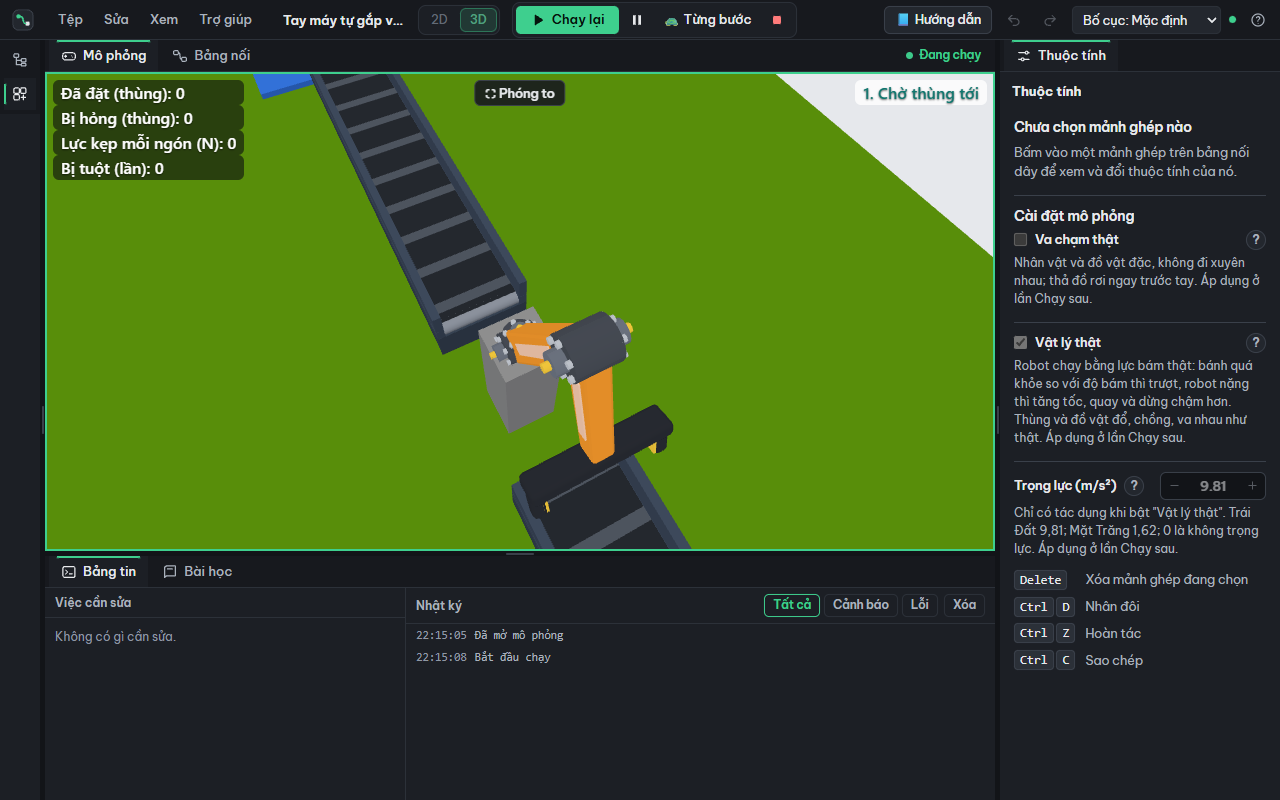 Tệp Sửa Xem Trợ giúp Tay máy tự gắp v... 2D 3D Chạy lại Từng bước Hướng dẫn Bố cục: Mặc định
Mô phỏng Bảng nối Đang chạy Thuộc tính
Đã đặt (thùng): 0
Bị hỏng (thùng): 0
Lực kẹp mỗi ngón (N): 0
Bị tuột (lần): 0
Phóng to
1. Chờ thùng tới
Thuộc tính
Chưa chọn mảnh ghép nào
Bấm vào một mảnh ghép trên bảng nối
dây để xem và đổi thuộc tính của nó.
Cài đặt mô phỏng
Va chạm thật ?
Nhân vật và đồ vật đặc, không đi xuyên
nhau; thả đồ rơi ngay trước tay. Áp dụng ở
lần Chạy sau.
Vật lý thật ?
Robot chạy bằng lực bám thật: bánh quá
khỏe so với độ bám thì trượt, robot nặng
thì tăng tốc, quay và dừng chậm hơn.
Thùng và đồ vật đổ, chồng, va nhau như
thật. Áp dụng ở lần Chạy sau.
Trọng lực (m/s²) ? − 9.81 +
Chỉ có tác dụng khi bật "Vật lý thật". Trái
Đất 9,81; Mặt Trăng 1,62; 0 là không trọng
lực. Áp dụng ở lần Chạy sau.
Delete Xóa mảnh ghép đang chọn
Ctrl D Nhân đôi
Ctrl Z Hoàn tác
Ctrl C Sao chép
Bảng tin Bài học
Việc cần sửa
Không có gì cần sửa.
Nhật ký Tất cả Cảnh báo Lỗi Xóa
22:15:05 Đã mở mô phỏng
22:15:08 Bắt đầu chạy